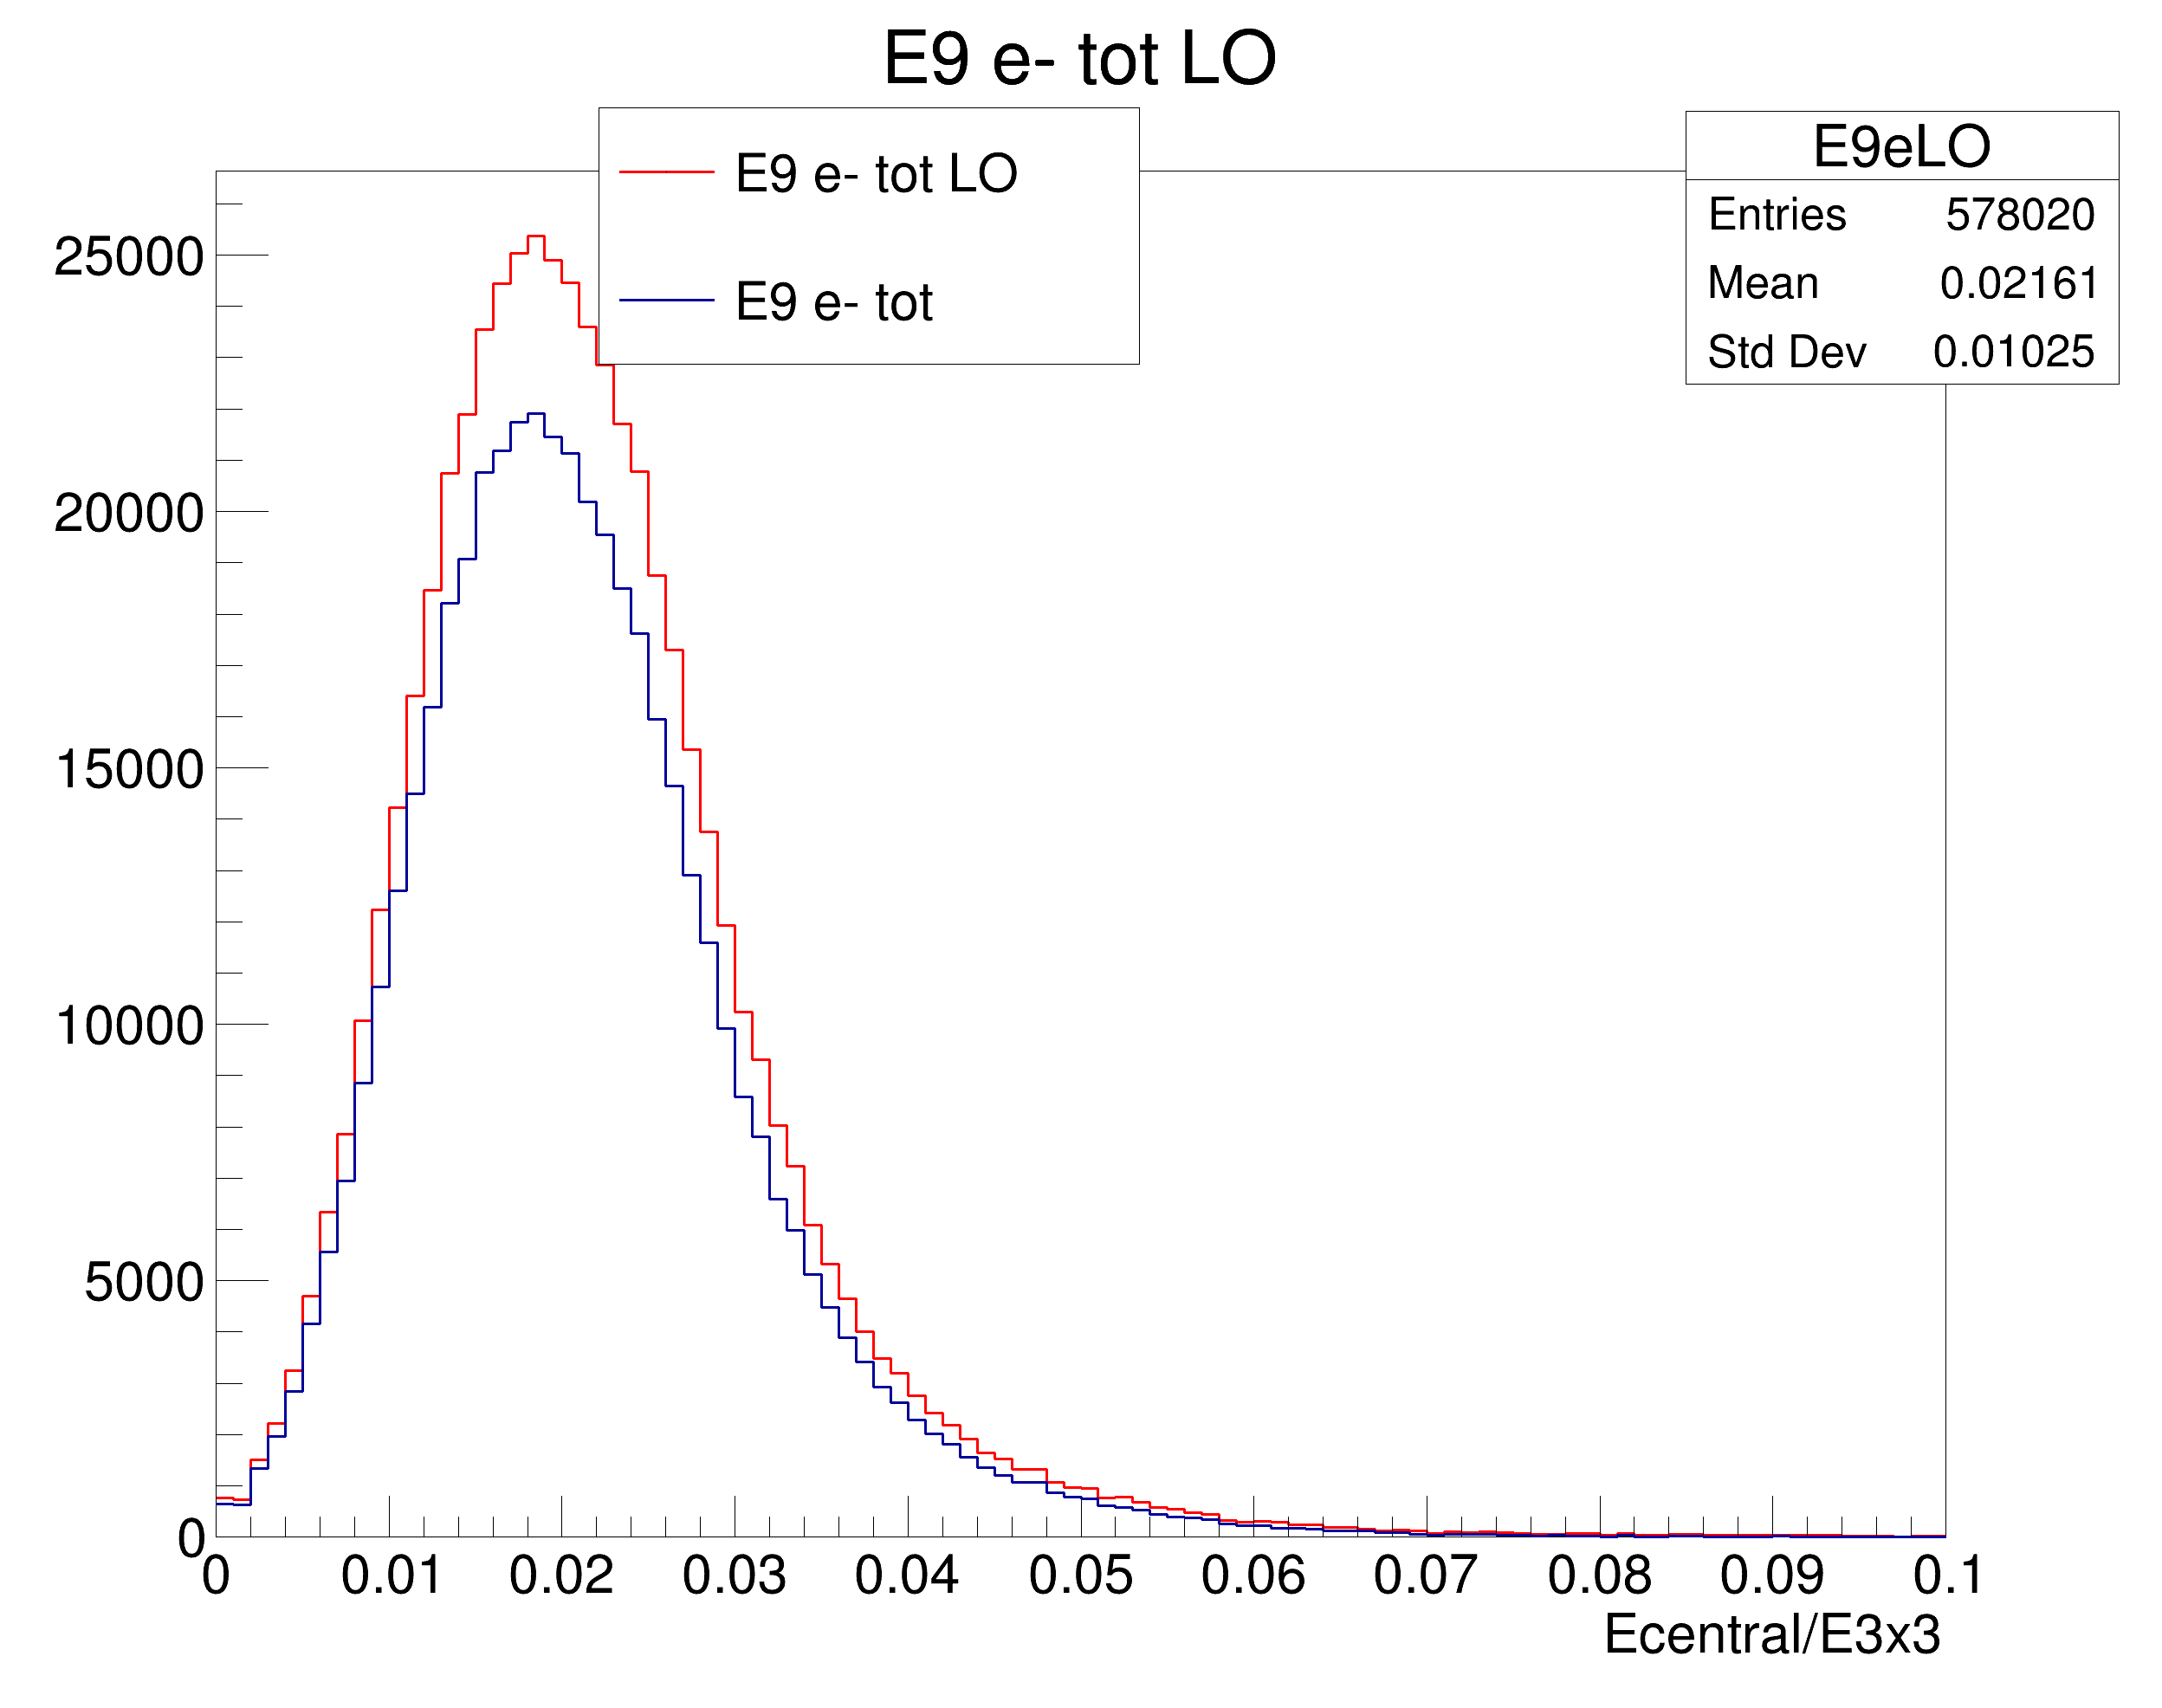 E9 e- tot LO
E9 e- tot LO
E9 e- tot
E9eLO
Entries 578020
Mean 0.02161
Std Dev 0.01025
25000
20000
15000
10000
5000
0
0 0.01 0.02 0.03 0.04 0.05 0.06 0.07 0.08 0.09 0.1
Ecentral/E3x3